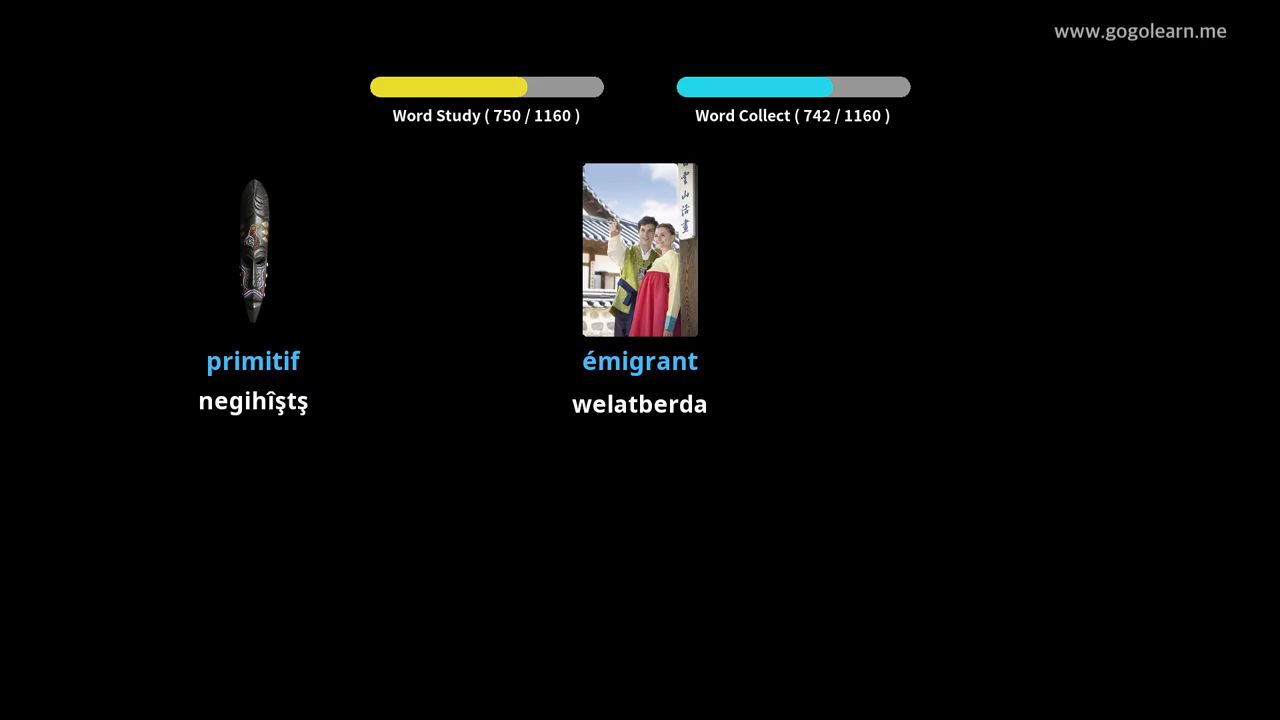 www.gogolearn.me
Word Study ( 750 / 1160 )
Word Collect ( 742 / 1160 )
primitif
émigrant
negihîştş
welatberda